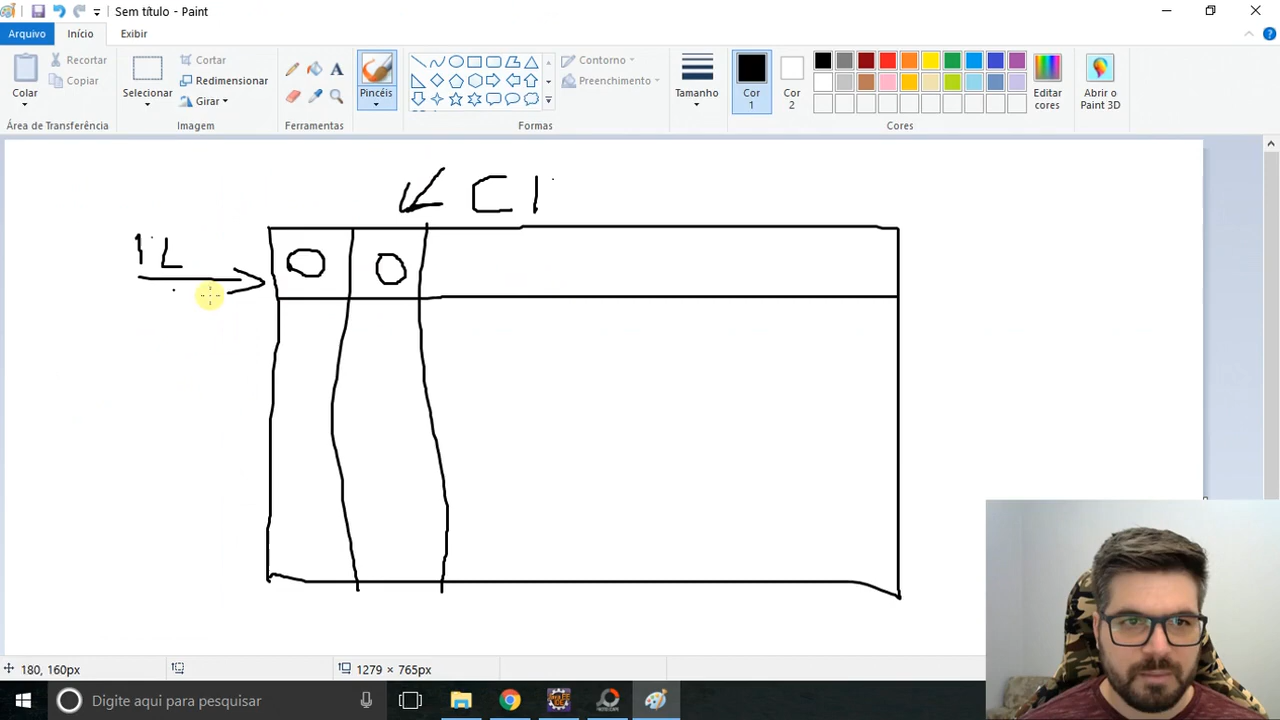 Sem título - Paint
Arquivo Início Exibir
Colar
Recortar
Copiar
Área de Transferência
Selecionar
Cortar
Redimensionar
Girar
Imagem
A
Ferramentas
Pincéis
Contorno
Preenchimento
Formas
Tamanho
Cor
1
Cor
2
Editar
cores
Cores
Abrir o
Paint 3D
C1
1L
180, 160px
1279 × 765px
Digite aqui para pesquisar